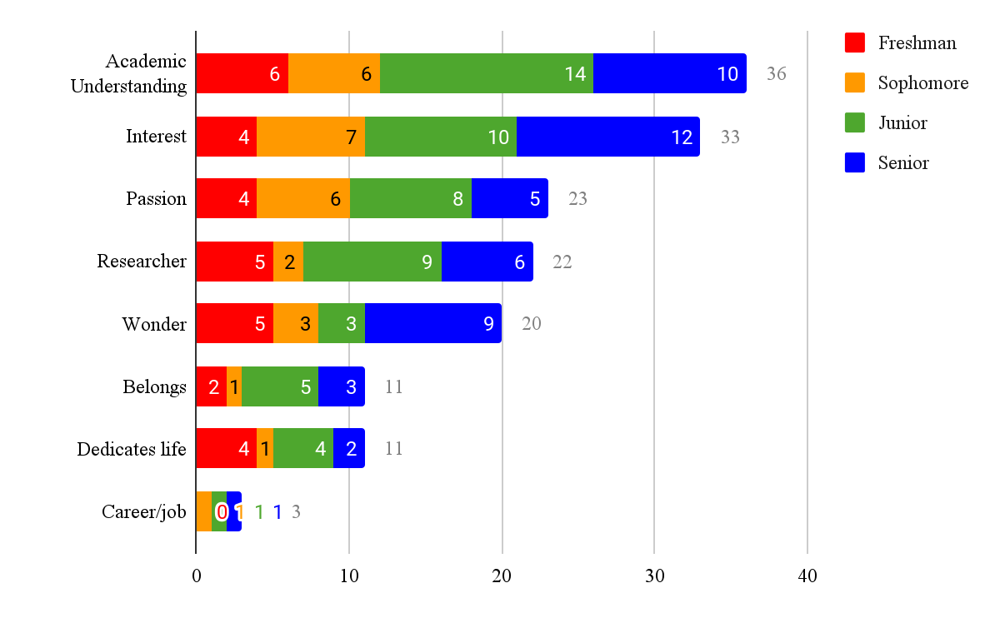 Academic
Understanding
6 6 14 10 36
Interest 4 7 10 12 33
Passion 4 6 8 5 23
Researcher 5 2 9 6 22
Wonder 5 3 3 9 20
Belongs 2 1 5 3 11
Dedicates life 4 1 4 2 11
Career/job 0 1 1 1 3
0 10 20 30 40
Freshman
Sophomore
Junior
Senior